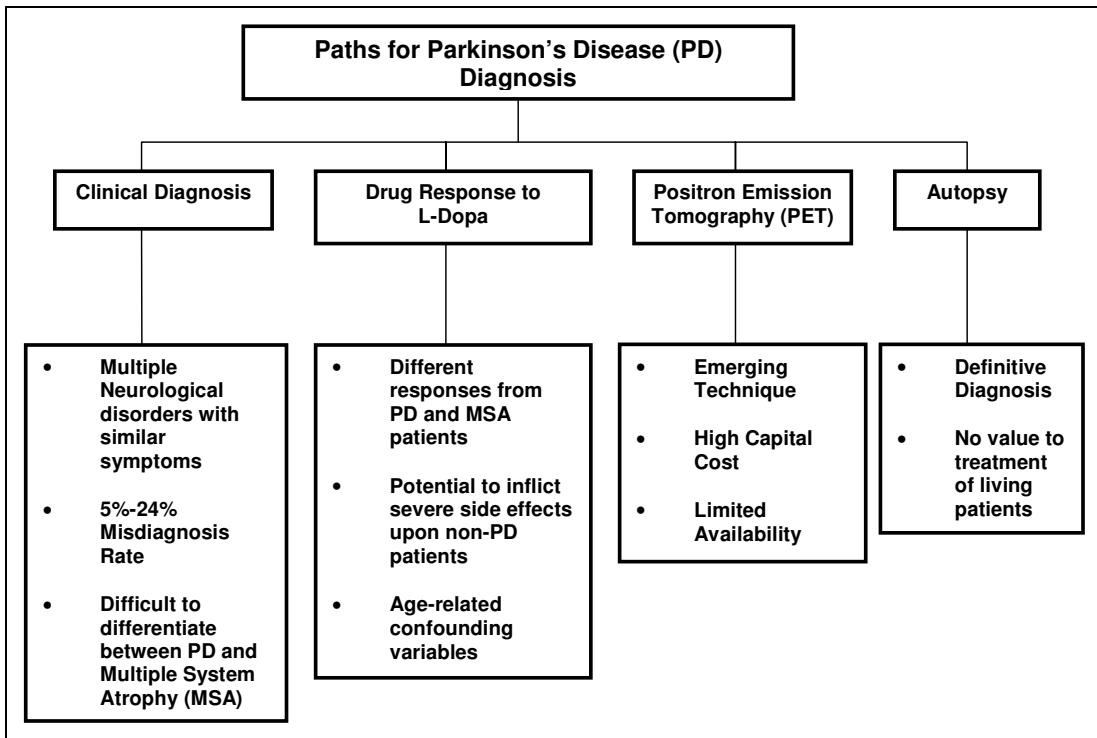 Paths for Parkinson's Disease (PD)
Diagnosis
Clinical Diagnosis
Drug Response to
L-Dopa
Positron Emission
Tomography (PET)
Autopsy
• Multiple
Neurological
disorders with
similar
symptoms
• 5%-24%
Misdiagnosis
Rate
• Difficult to
differentiate
between PD and
Multiple System
Atrophy (MSA)
• Different
responses from
PD and MSA
patients
• Potential to inflict
severe side effects
upon non-PD
patients
• Age-related
confounding
variables
• Emerging
Technique
• High Capital
Cost
• Limited
Availability
• Definitive
Diagnosis
• No value to
treatment
of living
patients